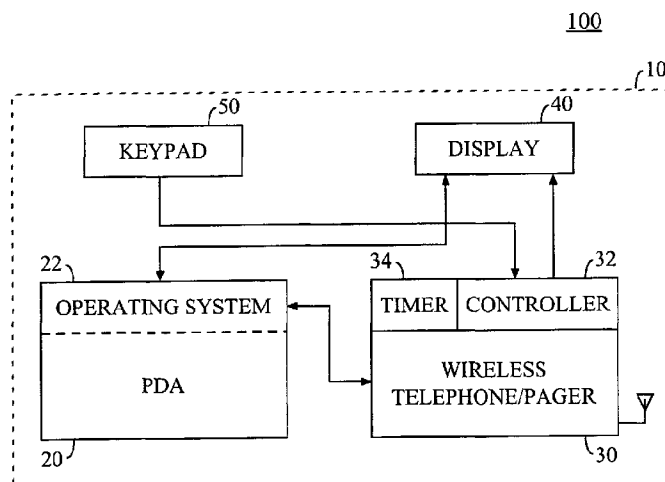 100
10
50
40
KEYPAD
DISPLAY
22
34
32
OPERATING SYSTEM
TIMER
CONTROLLER
PDA
WIRELESS
TELEPHONE/PAGER
20
30